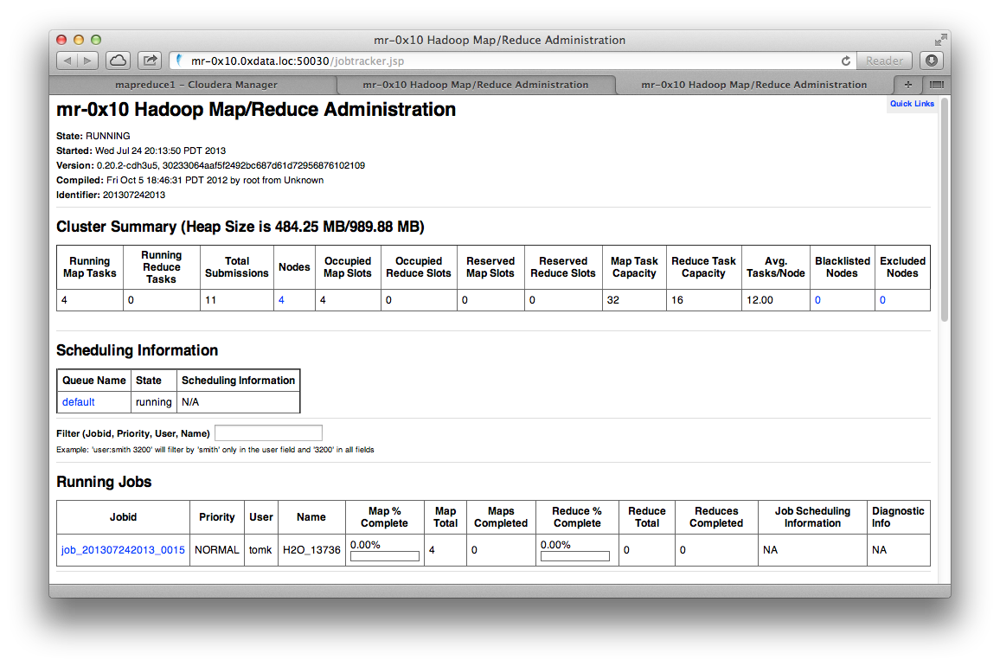 mr-0x10 Hadoop Map/Reduce Administration
mr-0x10.0xdata.loc:50030/jobtracker.jsp
Reader
mapreduce1 – Cloudera Manager
mr-0x10 Hadoop Map/Reduce Administration
mr-0x10 Hadoop Map/Reduce Administration
+
mr-0x10 Hadoop Map/Reduce Administration
Quick Links
State: RUNNING
Started: Wed Jul 24 20:13:50 PDT 2013
Version: 0.20.2-cdh3u5, 30233064aaf5f2492bc687d61d72956876102109
Compiled: Fri Oct 5 18:46:31 PDT 2012 by root from Unknown
Identifier: 201307242013
Cluster Summary (Heap Size is 484.25 MB/989.88 MB)
Running Map Tasks Running Reduce Tasks Total Submissions Nodes Occupied Map Slots Occupied Reduce Slots Reserved Map Slots Reserved Reduce Slots Map Task Capacity Reduce Task Capacity Avg. Tasks/Node Blacklisted Nodes Excluded Nodes
4 0 11 4 4 0 0 0 32 16 12.00 0 0
Scheduling Information
Queue Name State Scheduling Information
default running N/A
Filter (Jobid, Priority, User, Name)
Example: 'user:smith 3200' will filter by 'smith' only in the user field and '3200' in all fields
Running Jobs
Jobid Priority User Name Map % Complete Map Total Maps Completed Reduce % Complete Reduce Total Reduces Completed Job Scheduling Information Diagnostic Info
job_201307242013_0015 NORMAL tomk H2O_13736 0.00% 4 0 0.00% 0 0 NA NA